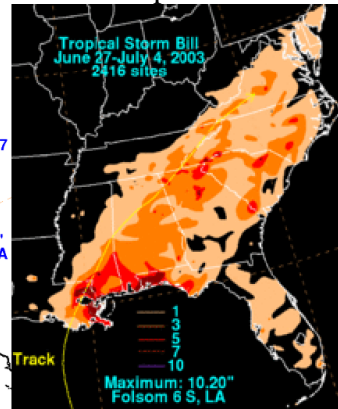 Tropical Storm Bill
June 27-July 4, 2003
2416 sites
7
A
Track
1
3
5
7
10
Maximum: 10.20"
Folsom 6 S, LA